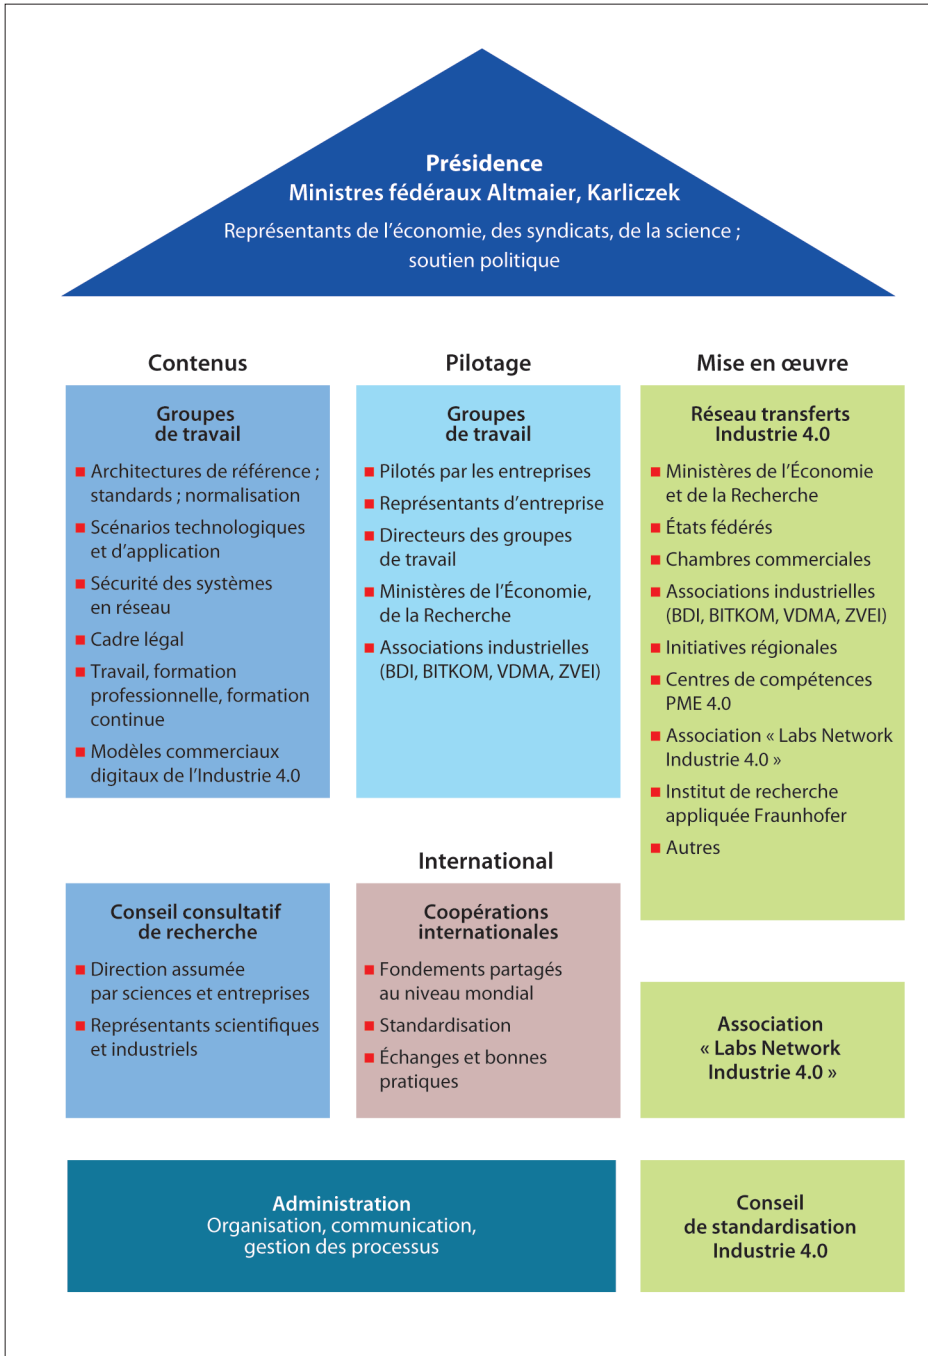 Présidence
Ministres fédéraux Altmaier, Karliczek
Représentants de l’économie, des syndicats, de la science ;
soutien politique
Contenus
Groupes
de travail
Architectures de référence ;
standards ; normalisation
Scénarios technologiques
et d’application
Sécurité des systèmes
en réseau
Cadre légal
Travail, formation
professionnelle, formation
continue
Modèles commerciaux
digitaux de l’Industrie 4.0
Pilotage
Groupes
de travail
Pilotés par les entreprises
Représentants d’entreprise
Directeurs des groupes
de travail
Ministères de l’Économie,
de la Recherche
Associations industrielles
(BDI, BITKOM, VDMA, ZVEI)
Mise en œuvre
Réseau transferts
Industrie 4.0
Ministères de l’Économie
et de la Recherche
États fédérés
Chambres commerciales
Associations industrielles
(BDI, BITKOM, VDMA, ZVEI)
Initiatives régionales
Centres de compétences
PME 4.0
Association « Labs Network
Industrie 4.0 »
Institut de recherche
appliquée Fraunhofer
Autres
Conseil consultatif
de recherche
Direction assumée
par sciences et entreprises
Représentants scientifiques
et industriels
International
Coopérations
internationales
Fondements partagés
au niveau mondial
Standardisation
Échanges et bonnes
pratiques
Association
« Labs Network
Industrie 4.0 »
Administration
Organisation, communication,
gestion des processus
Conseil
de standardisation
Industrie 4.0